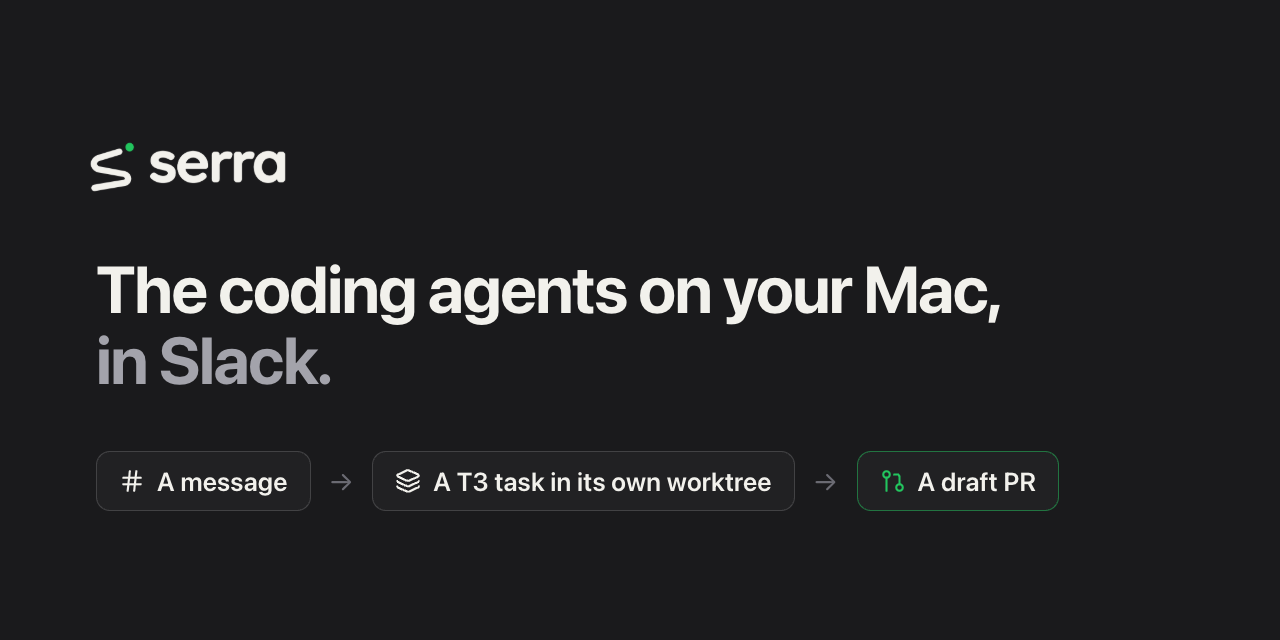 serra
The coding agents on your Mac,
in Slack.
# A message → A T3 task in its own worktree → A draft PR